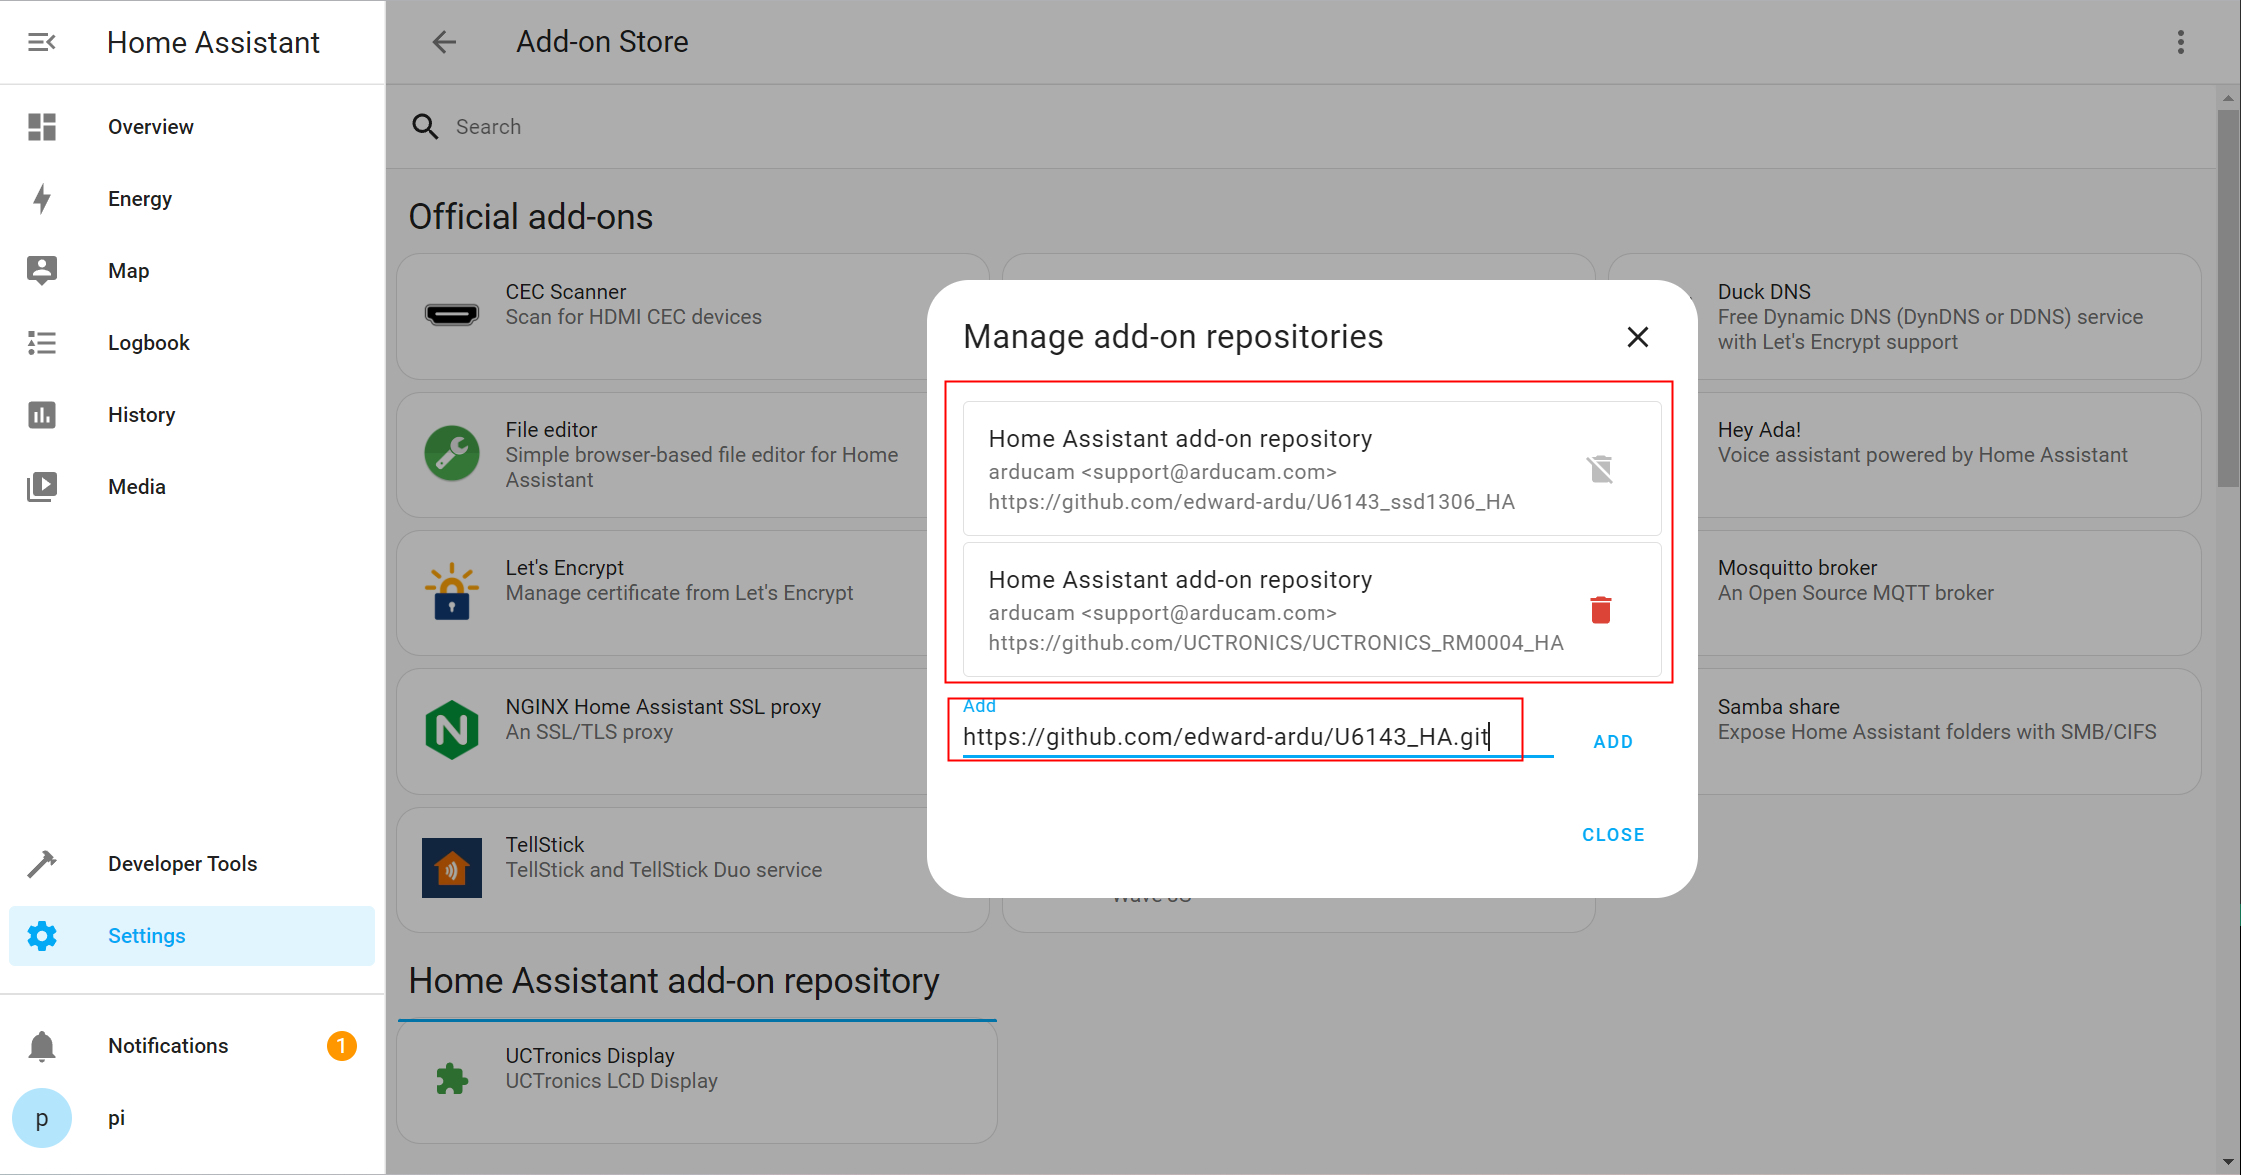 Home Assistant
Overview
Energy
Map
Logbook
History
Media
Developer Tools
Settings
Notifications
1
p
pi
Add-on Store
Search
Official add-ons
CEC Scanner
Scan for HDMI CEC devices
Duck DNS
Free Dynamic DNS (DynDNS or DDNS) service
with Let's Encrypt support
File editor
Simple browser-based file editor for Home
Assistant
Hey Ada!
Voice assistant powered by Home Assistant
Let's Encrypt
Manage certificate from Let's Encrypt
Mosquitto broker
An Open Source MQTT broker
NGINX Home Assistant SSL proxy
An SSL/TLS proxy
Samba share
Expose Home Assistant folders with SMB/CIFS
TellStick
TellStick and TellStick Duo service
Home Assistant add-on repository
UCTronics Display
UCTronics LCD Display
Manage add-on repositories
Home Assistant add-on repository
arducam <support@arducam.com>
https://github.com/edward-ardu/U6143_ssd1306_HA
Home Assistant add-on repository
arducam <support@arducam.com>
https://github.com/UCTRONICS/UCTRONICS_RM0004_HA
Add
https://github.com/edward-ardu/U6143_HA.git
ADD
CLOSE